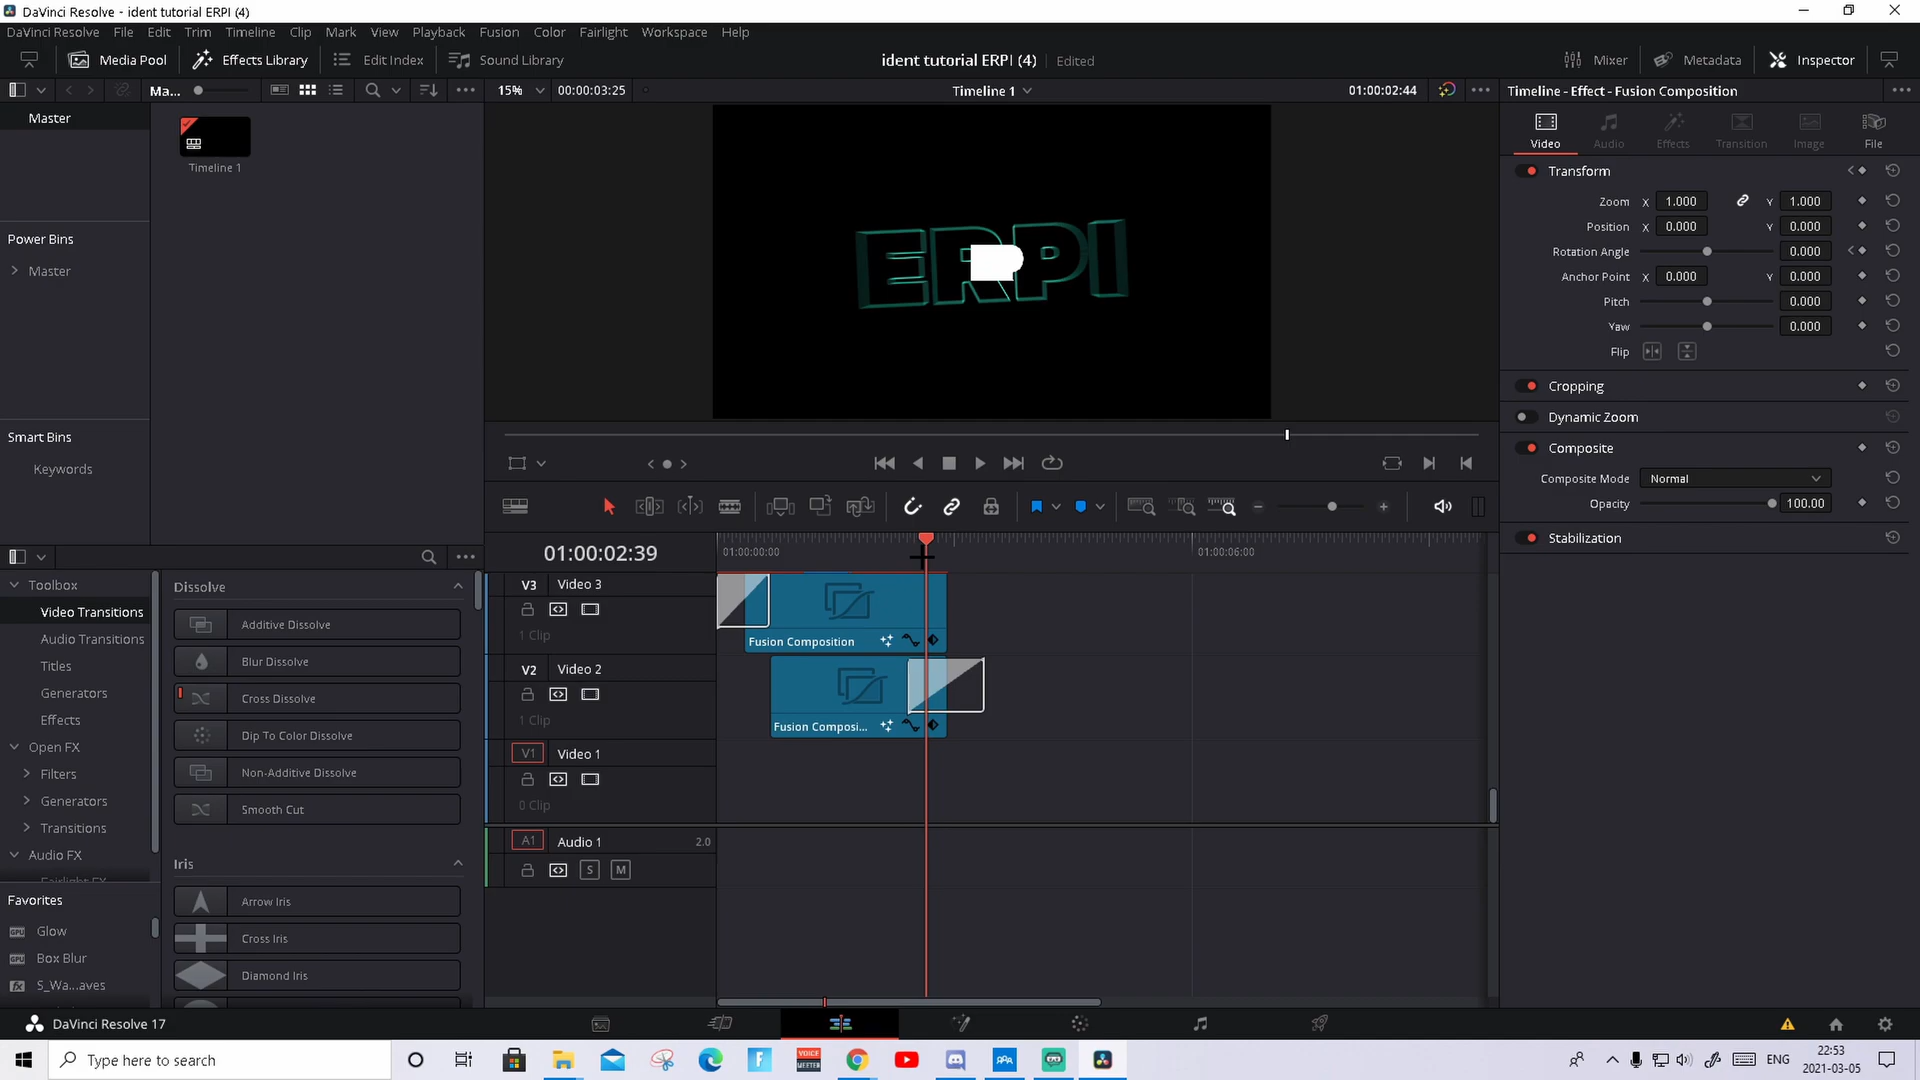 DaVinci Resolve - ident tutorial ERPI (4)
DaVinci Resolve File Edit Trim Timeline Clip Mark View Playback Fusion Color Fairlight Workspace Help
Media Pool Effects Library Edit Index Sound Library ident tutorial ERPI (4) Edited Mixer Metadata Inspector
Ma... 15% 00:00:03:25 Timeline 1 01:00:02:44 Timeline - Effect - Fusion Composition
Master
Timeline 1
Power Bins
Master
Smart Bins
Keywords
ERPI
Video Audio Effects Transition Image File
Transform
Zoom X 1.000 Y 1.000
Position X 0.000 Y 0.000
Rotation Angle 0.000
Anchor Point X 0.000 Y 0.000
Pitch 0.000
Yaw 0.000
Flip
Cropping
Dynamic Zoom
Composite
Composite Mode Normal
Opacity 100.00
Stabilization
01:00:02:39 01:00:00:00 01:00:06:00
V3 Video 3
1 Clip
Fusion Composition
V2 Video 2
1 Clip
Fusion Composi...
V1 Video 1
0 Clip
A1 Audio 1 2.0
S M
Toolbox
Video Transitions
Audio Transitions
Titles
Generators
Effects
Open FX
Filters
Generators
Transitions
Audio FX
Fairlight FX
Favorites
Glow
Box Blur
S_Wa...aves
Dissolve
Additive Dissolve
Blur Dissolve
Cross Dissolve
Dip To Color Dissolve
Non-Additive Dissolve
Smooth Cut
Iris
Arrow Iris
Cross Iris
Diamond Iris
DaVinci Resolve 17
Type here to search
VOICE MEETER
ENG
22:53
2021-03-05